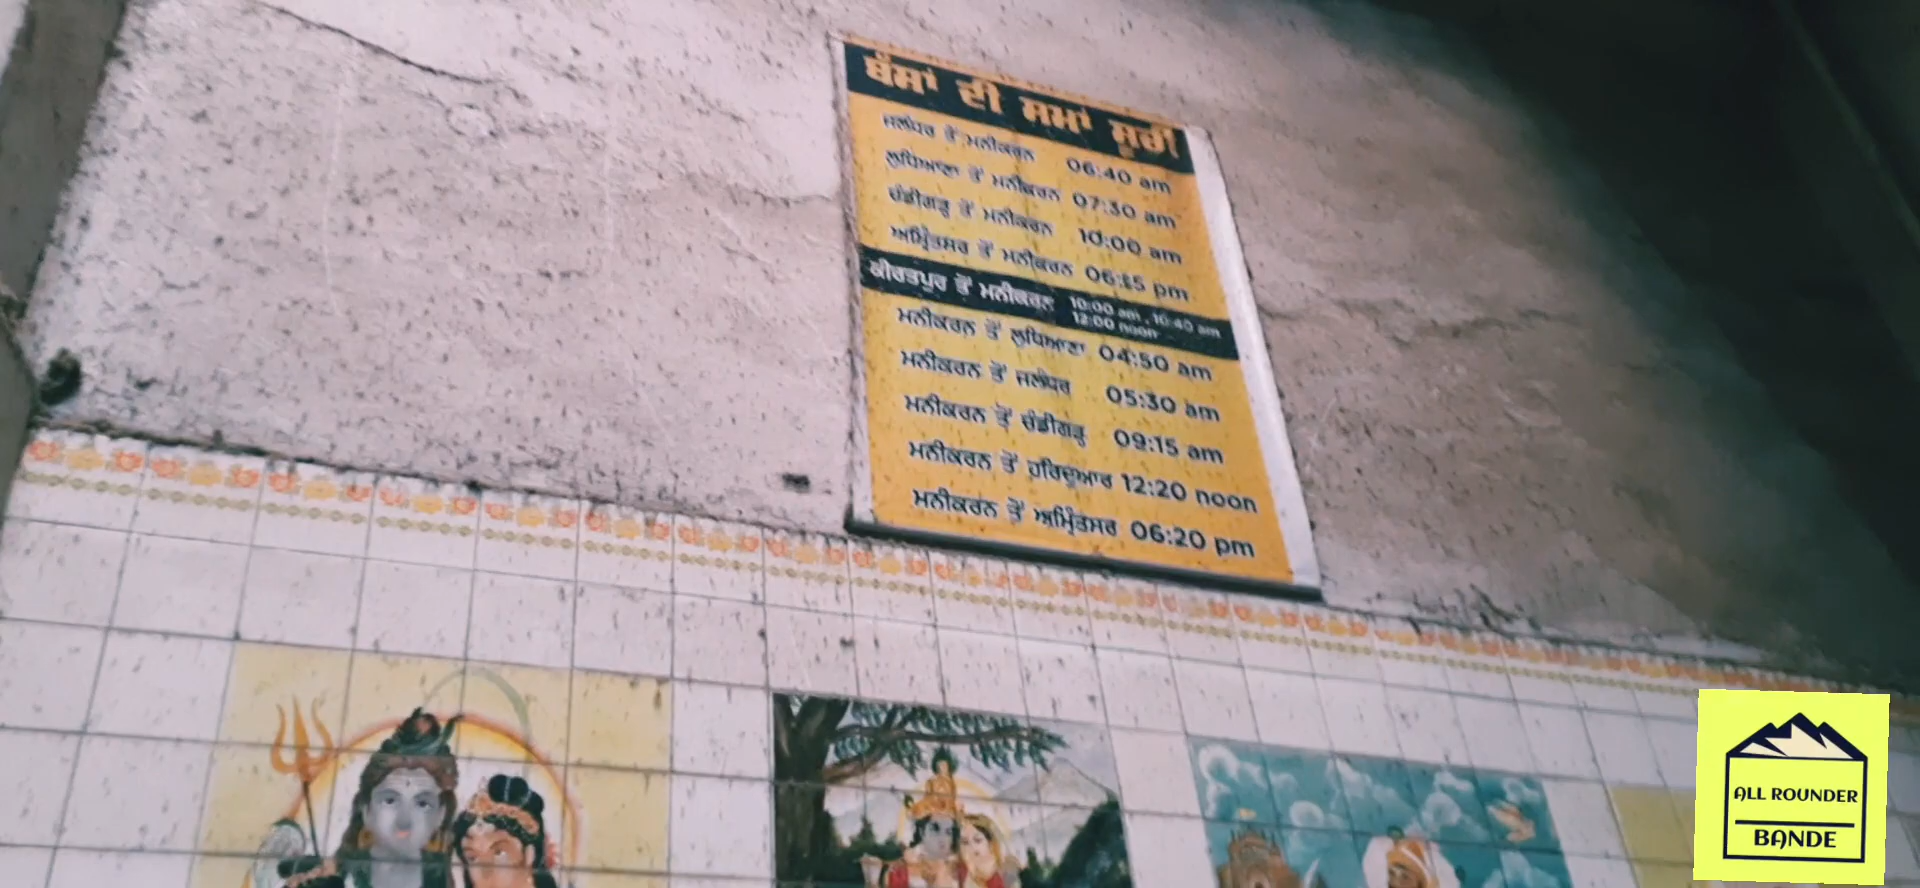 ਬੱਸਾਂ ਦੀ ਸਮਾਂ ਸੂਚੀ
ਜਲੰਧਰ ਤੋਂ ਮਨੀਕਰਨ 06:40 am
ਲੁਧਿਆਣਾ ਤੋਂ ਮਨੀਕਰਨ 07:30 am
ਚੰਡੀਗੜ੍ਹ ਤੋਂ ਮਨੀਕਰਨ 10:00 am
ਅਮ੍ਰਿੰਤਸਰ ਤੋਂ ਮਨੀਕਰਨ pm
ਕੀਰਤਪੁਰ ਤੋਂ ਮਨੀਕਰਨ 10:00 am, 10:40 am
12:00 noon
ਮਨੀਕਰਨ ਤੋਂ ਲੁਧਿਆਣਾ 04:50 am
ਮਨੀਕਰਨ ਤੋਂ ਜਲੰਧਰ 05:30 am
ਮਨੀਕਰਨ ਤੋਂ ਚੰਡੀਗੜ੍ਹ 09:15 am
ਮਨੀਕਰਨ ਤੋਂ ਹਰਿਦੁਆਰ 12:20 noon
ਮਨੀਕਰਨ ਤੋਂ ਅਮ੍ਰਿੰਤਸਰ 06:20 pm
ALL ROUNDER
BANDE